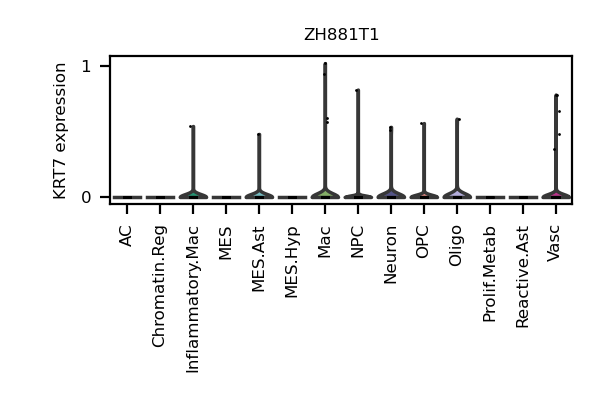 ZH881T1
KRT7 expression
1
0
AC
Chromatin.Reg
Inflammatory.Mac
MES
MES.Ast
MES.Hyp
Mac
NPC
Neuron
OPC
Oligo
Prolif.Metab
Reactive.Ast
Vasc